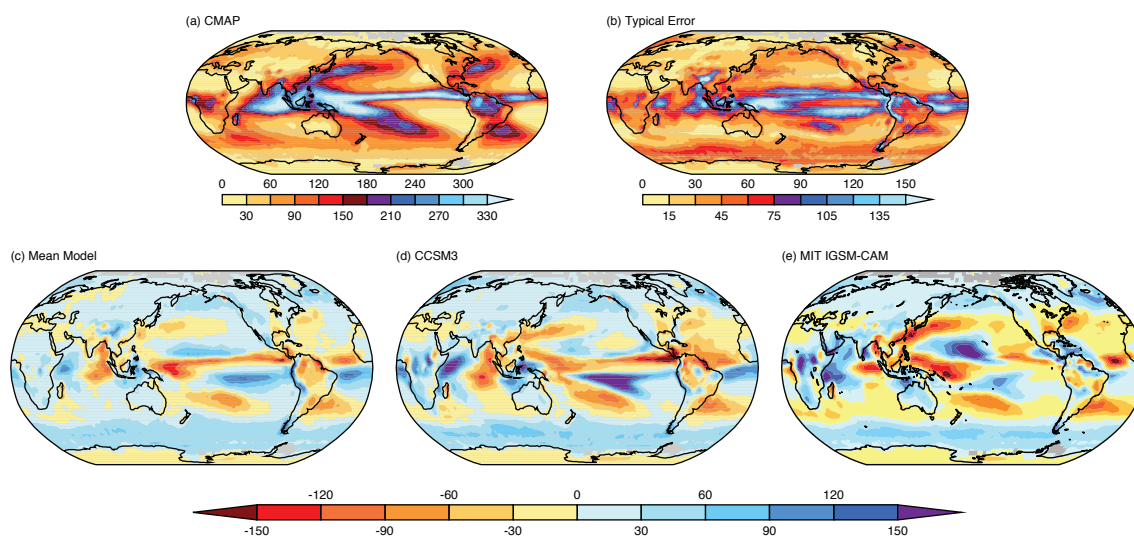 (a) CMAP
(b) Typical Error
0 60 120 180 240 300
30 90 150 210 270 330
0 30 60 90 120 150
15 45 75 105 135
(c) Mean Model
(d) CCSM3
(e) MIT IGSM-CAM
-120 -60 0 60 120
-150 -90 -30 30 90 150